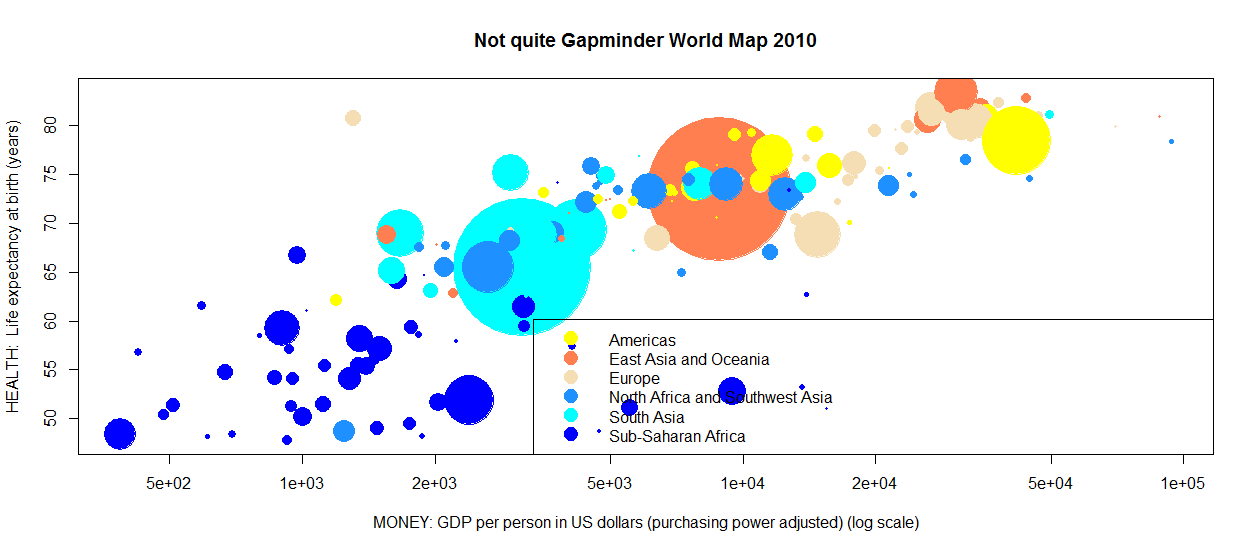 Not quite Gapminder World Map 2010
HEALTH:  Life expectancy at birth (years)
80
75
70
65
60
55
50
Americas
East Asia and Oceania
Europe
North Africa and Southwest Asia
South Asia
Sub-Saharan Africa
5e+02
1e+03
2e+03
5e+03
1e+04
2e+04
5e+04
1e+05
MONEY: GDP per person in US dollars (purchasing power adjusted) (log scale)